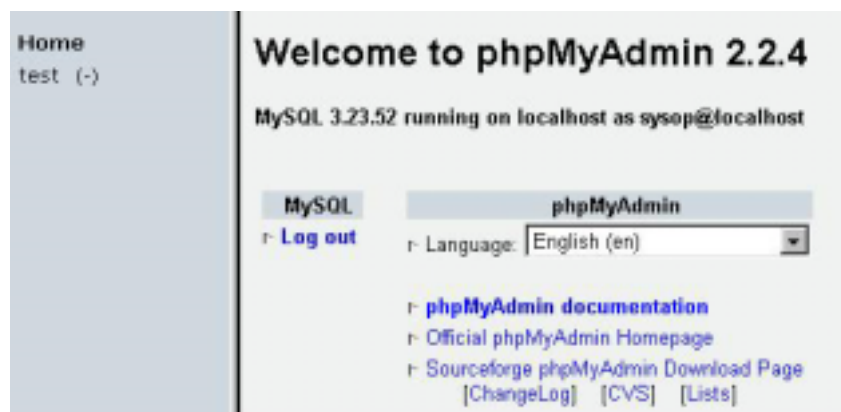 Home
test (-)
Welcome to phpMyAdmin 2.2.4
MySQL 3.23.52 running on localhost as sysop@localhost
MySQL
Log out
phpMyAdmin
Language: English (en)
phpMyAdmin documentation
Official phpMyAdmin Homepage
Sourceforge phpMyAdmin Download Page
[ChangeLog] [CVS] [Lists]